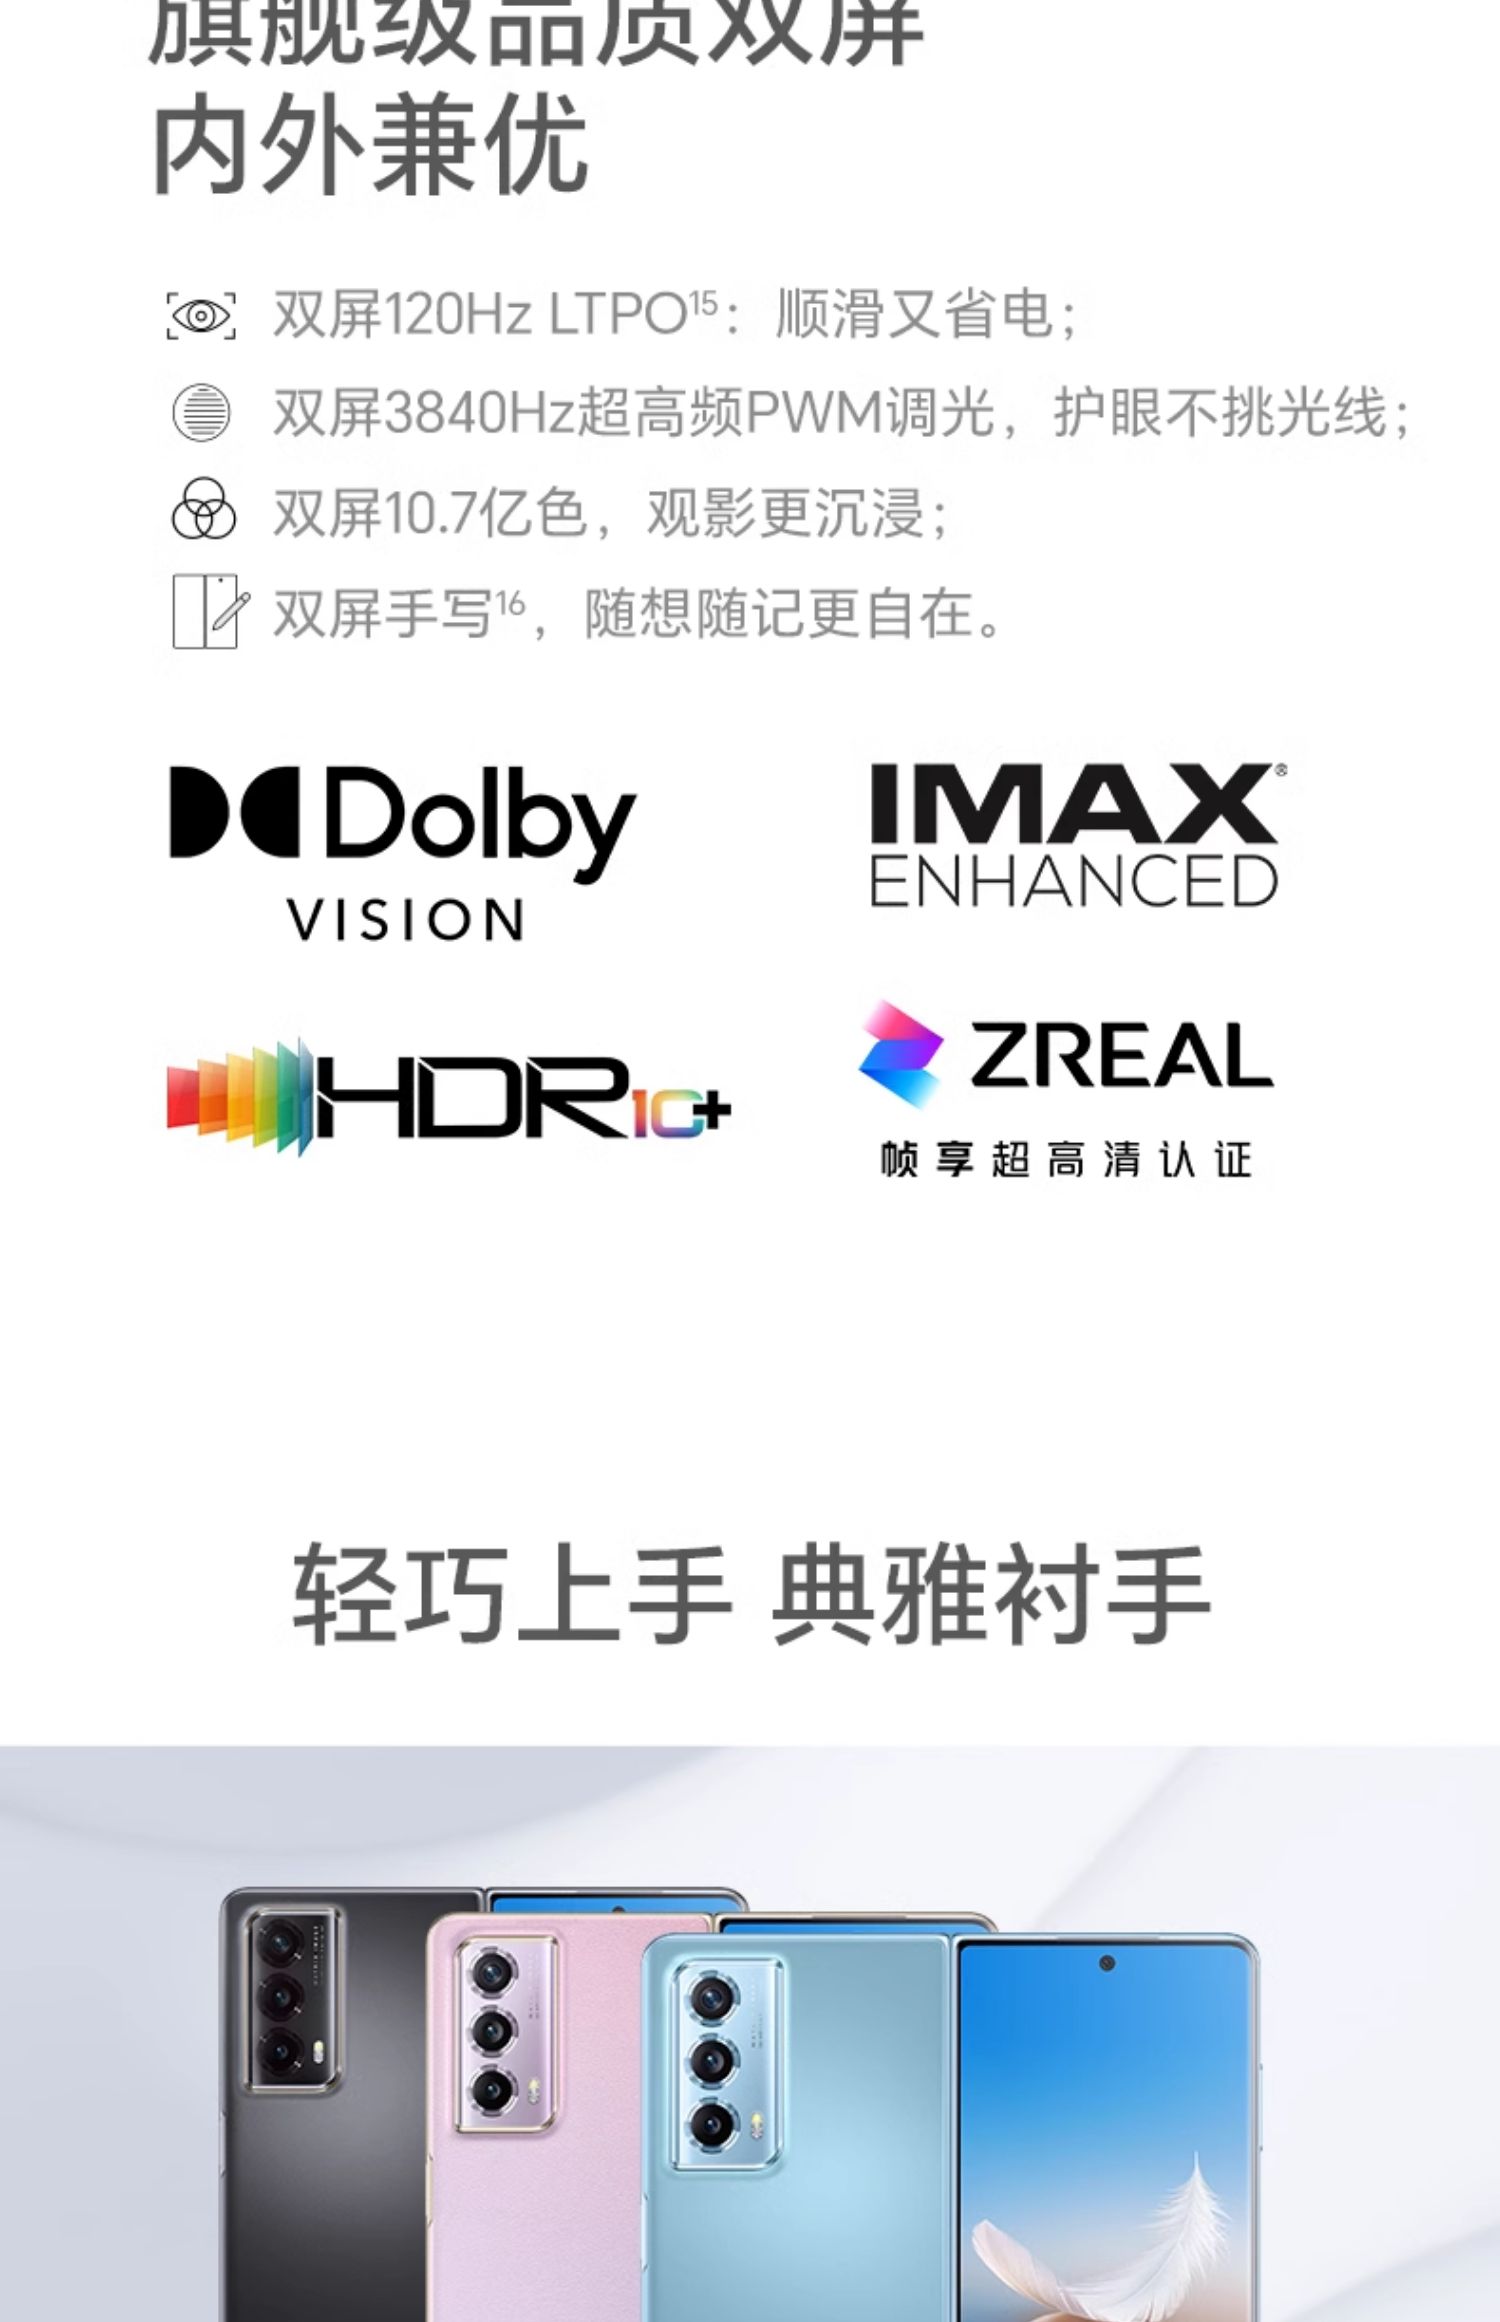 旗舰级品质双屏
内外兼优
双屏120Hz LTPO15：顺滑又省电；
双屏3840Hz超高频PWM调光，护眼不挑光线；
双屏10.7亿色，观影更沉浸；
双屏手写16，随想随记更自在。
Dolby
VISION
IMAX®
ENHANCED
HDR10+
ZREAL
帧享超高清认证
轻巧上手 典雅衬手